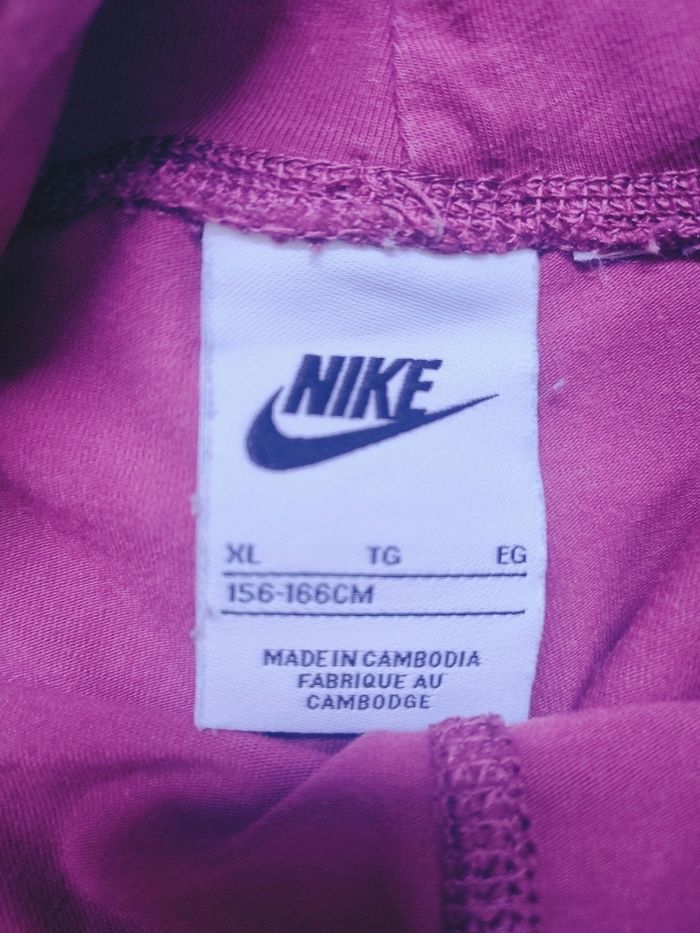 NIKE
XL TG EG
156-166CM
MADE IN CAMBODIA
FABRIQUE AU
CAMBODGE